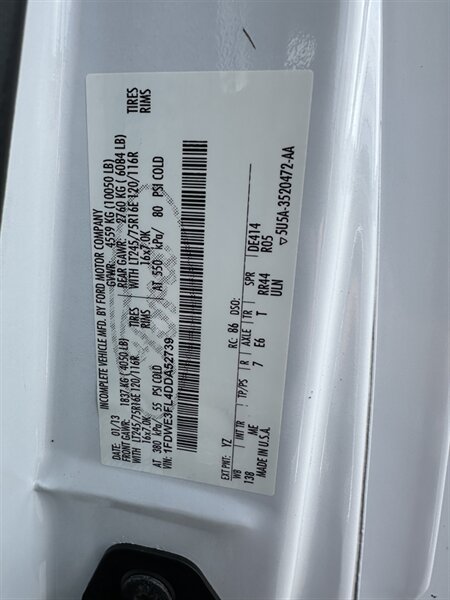 INCOMPLETE VEHICLE MFD. BY FORD MOTOR COMPANY
DATE: 01/13 GVWR: 4559 KG (10050 LB)
FRONT GAWR: 1837 KG (4050 LB) REAR GAWR: 2760 KG (6084 LB)
LT245/75R16E 120/116R TIRES WITH LT245/75R16E 120/116R TIRES
16x7.0K RIMS 16x7.0K RIMS
AT 380 kPa/ 55 PSI COLD AT 550 kPa/ 80 PSI COLD
VIN: 1FDWE3FL4DDA52739
EXT PNT: YZ RC: 86 DSO:
WB INT TR TP/PS R AXLE TR SPR DE414
138 ME 7 E6 T RR44 R05
MADE IN U.S.A. ULN
▽5U5A-3520472-AA